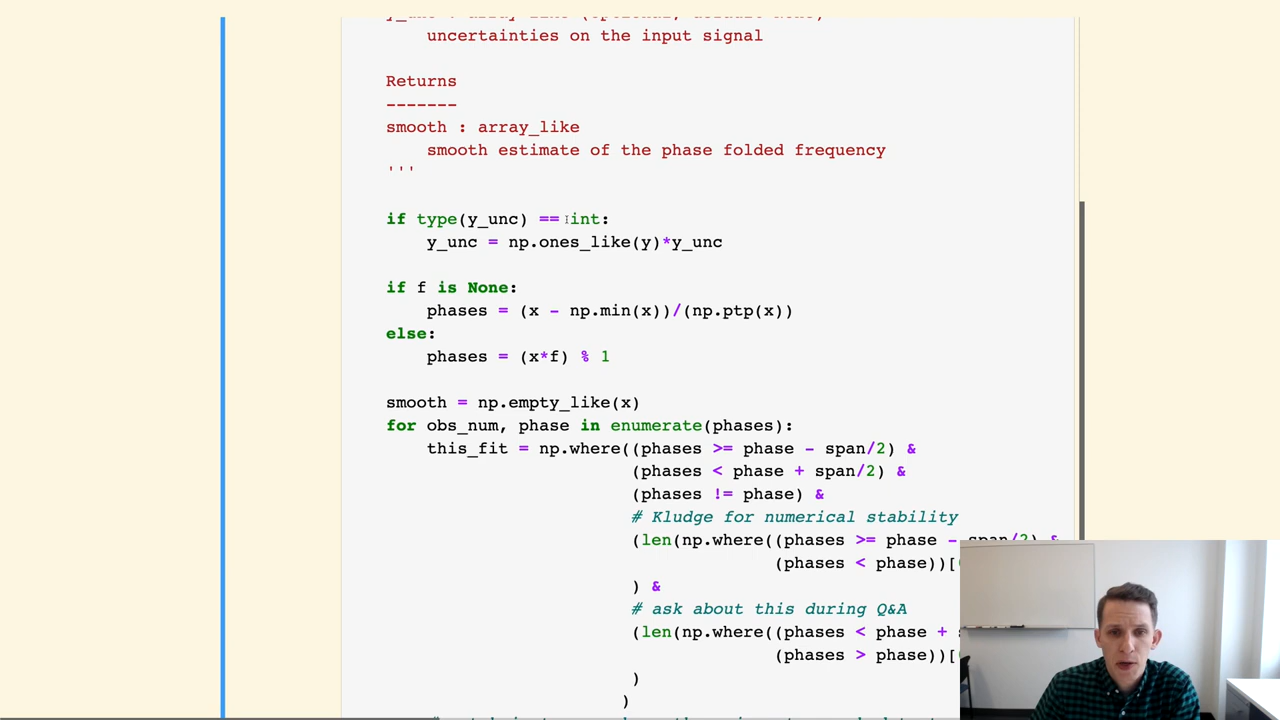 uncertainties on the input signal
Returns
-------
smooth : array_like
smooth estimate of the phase folded frequency
'''
if type(y_unc) == int:
y_unc = np.ones_like(y)*y_unc
if f is None:
phases = (x - np.min(x))/(np.ptp(x))
else:
phases = (x*f) % 1
smooth = np.empty_like(x)
for obs_num, phase in enumerate(phases):
this_fit = np.where((phases >= phase - span/2) &
(phases < phase + span/2) &
(phases != phase) &
# Kludge for numerical stability
(len(np.where((phases >= phase - span/2) &
(phases < phase))[
) &
# ask about this during Q&A
(len(np.where((phases < phase +
(phases > phase))[
)
)